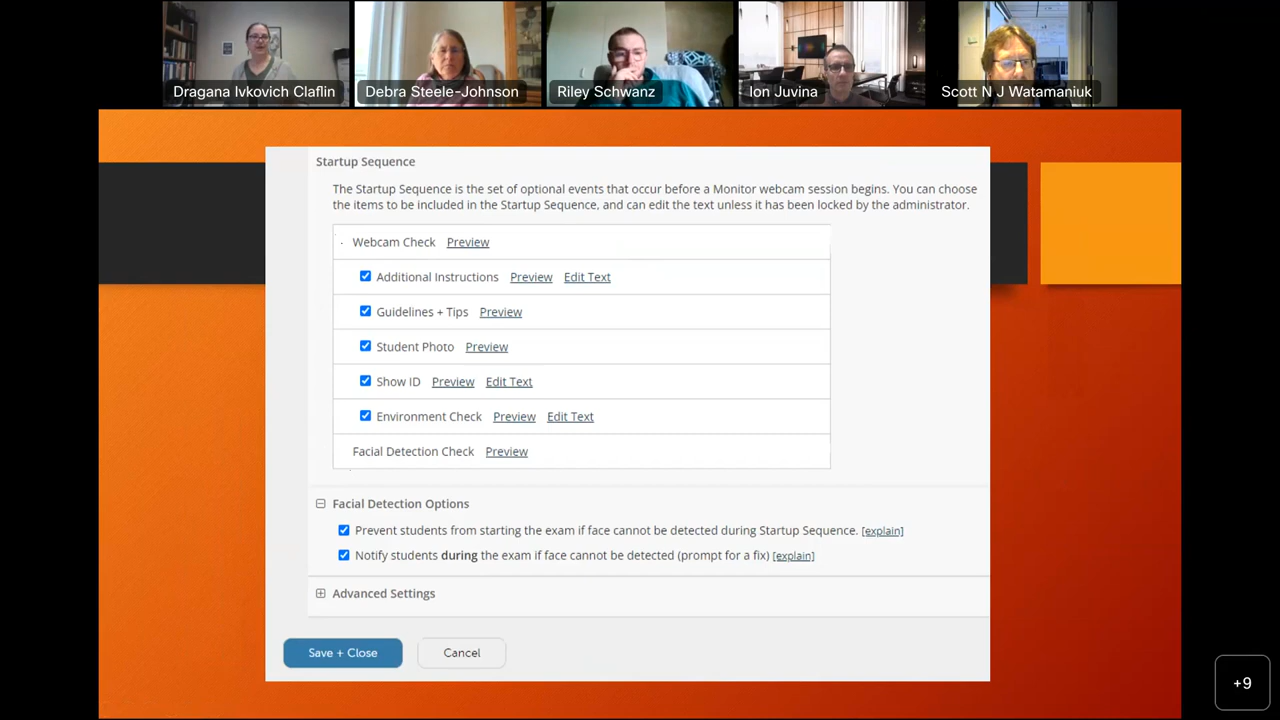 Dragana Ivkovich Claflin
Debra Steele-Johnson
Riley Schwanz
Ion Juvina
Scott N J Watamaniuk
Startup Sequence
The Startup Sequence is the set of optional events that occur before a Monitor webcam session begins. You can choose
the items to be included in the Startup Sequence, and can edit the text unless it has been locked by the administrator.
Webcam Check Preview
Additional Instructions Preview Edit Text
Guidelines + Tips Preview
Student Photo Preview
Show ID Preview Edit Text
Environment Check Preview Edit Text
Facial Detection Check Preview
Facial Detection Options
Prevent students from starting the exam if face cannot be detected during Startup Sequence. [explain]
Notify students during the exam if face cannot be detected (prompt for a fix) [explain]
Advanced Settings
Save + Close Cancel
+9